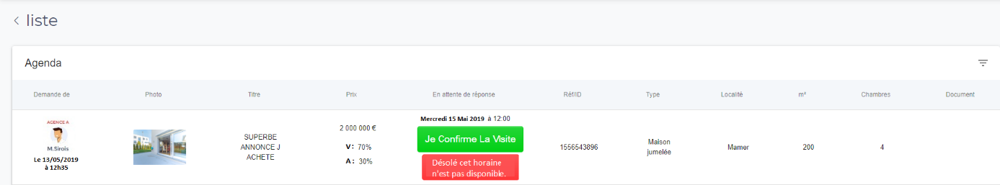 liste
Agenda
Demande de Photo Titre Prix En attente de réponse Réf/ID Type Localité m² Chambres Document
AGENCE A
M.Sirois
Le 13/05/2019
à 12h35
SUPERBE
ANNONCE J
ACHETE
2 000 000 €
V : 70%
A : 30%
Mercredi 15 Mai 2019 à 12:00
Je Confirme La Visite
Désolé cet horaine
n'est pas disponible.
1556543896
Maison
jumelée
Mamer
200
4